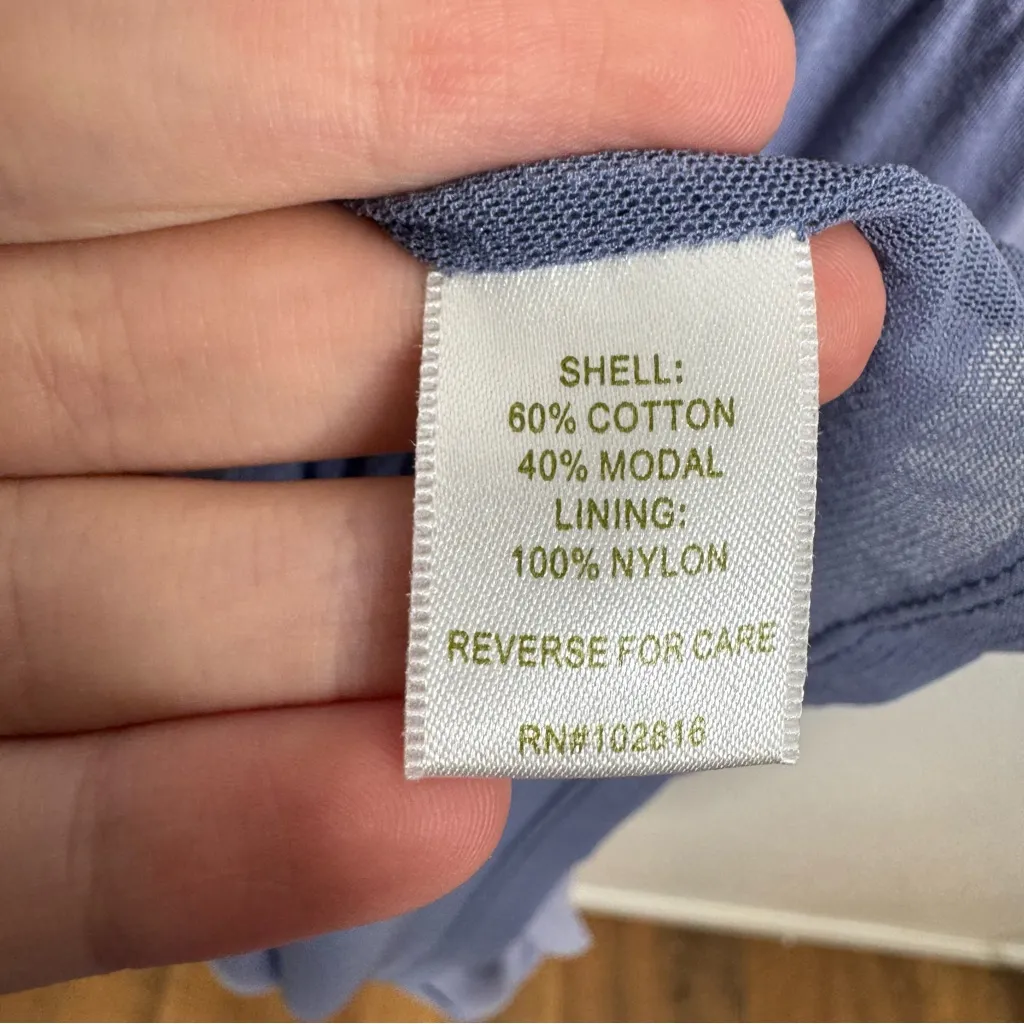 SHELL:
60% COTTON
40% MODAL
LINING:
100% NYLON
REVERSE FOR CARE
RN#102816